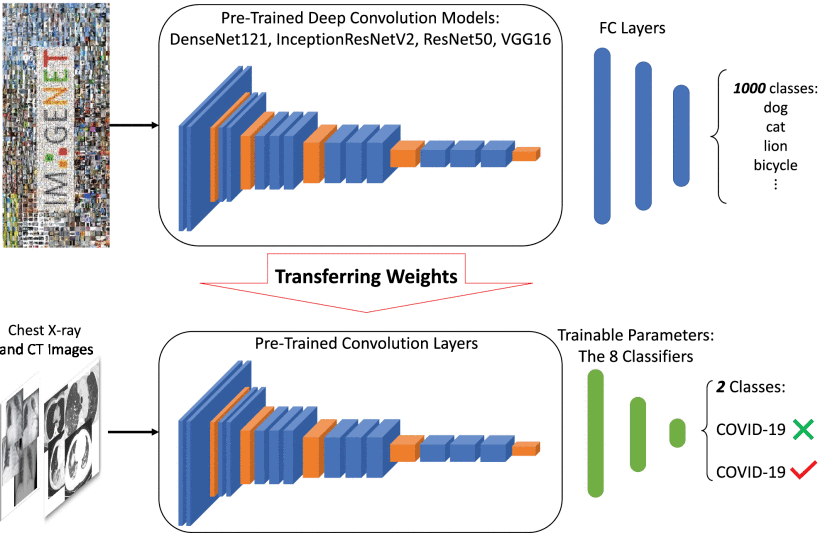 Pre-Trained Deep Convolution Models:
DenseNet121, InceptionResNetV2, ResNet50, VGG16
FC Layers
IMAGENET
1000 classes:
dog
cat
lion
bicycle
⋮
Transferring Weights
Chest X-ray
and CT Images
Pre-Trained Convolution Layers
Trainable Parameters:
The 8 Classifiers
2 Classes:
COVID-19
COVID-19